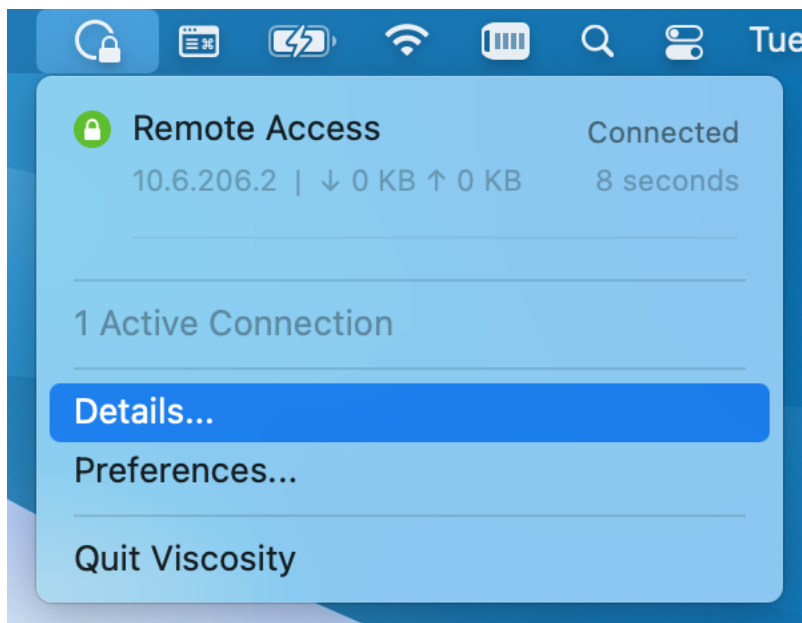 Tue
Remote Access Connected
10.6.206.2 | ↓ 0 KB ↑ 0 KB 8 seconds
1 Active Connection
Details...
Preferences...
Quit Viscosity